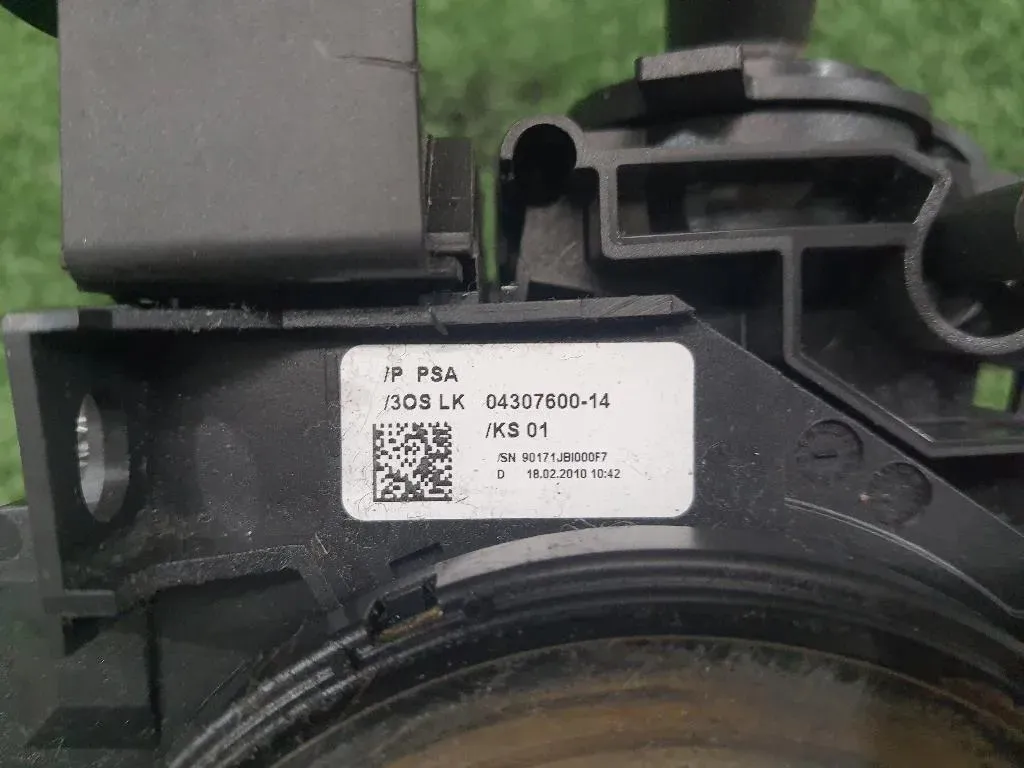 /P PSA
/3OS LK 04307600-14
/KS 01
/SN 90171JBI000F7
D 18.02.2010 10:42